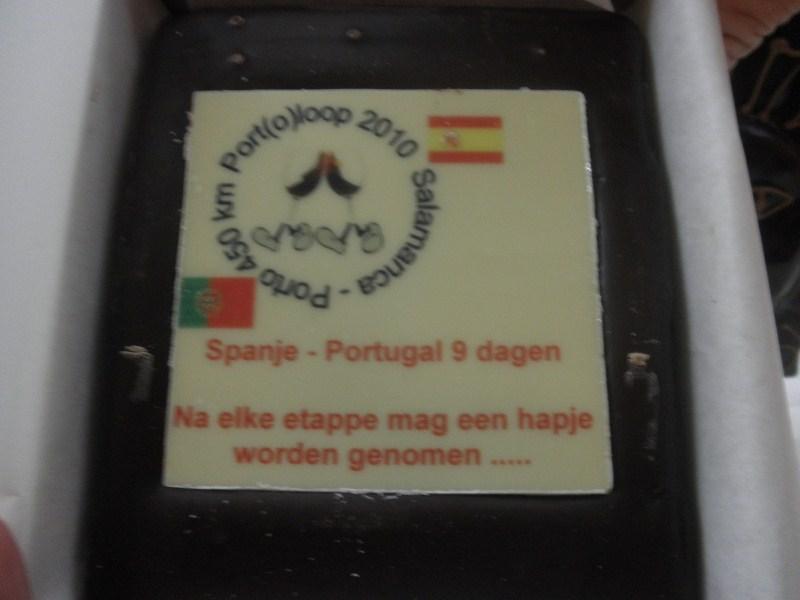 Port(o)loop 2010 Salamanca - Porto 450 km
Spanje - Portugal 9 dagen
Na elke etappe mag een hapje
worden genomen .....